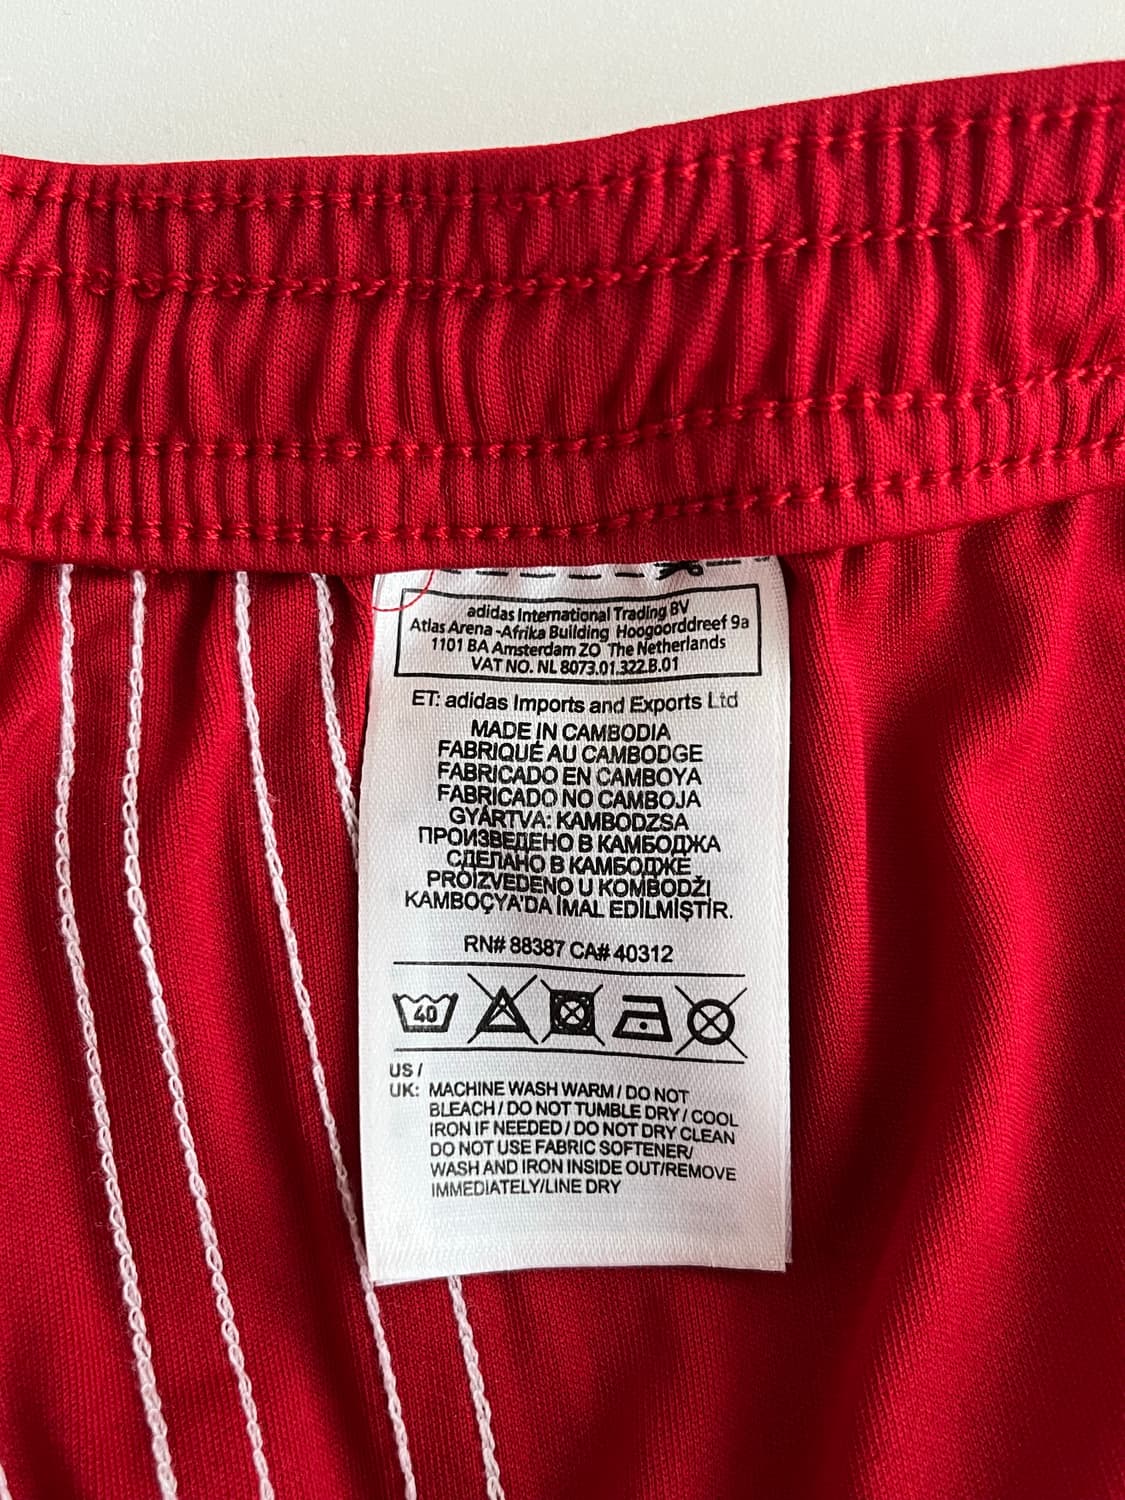 adidas International Trading BV
Atlas Arena -Afrika Building Hoogoorddreef 9a
1101 BA Amsterdam ZO The Netherlands
VAT NO. NL 8073.01.322.B.01
ET: adidas Imports and Exports Ltd
MADE IN CAMBODIA
FABRIQUÉ AU CAMBODGE
FABRICADO EN CAMBOYA
FABRICADO NO CAMBOJA
GYÁRTVA: KAMBODZSA
ПРОИЗВЕДЕНО В КАМБОДЖА
СДЕЛАНО В КАМБОДЖЕ
PROIZVEDENO U KOMBODŽI
KAMBOÇYA'DA İMAL EDİLMİŞTİR.
RN# 88387 CA# 40312
40
US /
UK: MACHINE WASH WARM / DO NOT
BLEACH / DO NOT TUMBLE DRY / COOL
IRON IF NEEDED / DO NOT DRY CLEAN
DO NOT USE FABRIC SOFTENER/
WASH AND IRON INSIDE OUT/REMOVE
IMMEDIATELY/LINE DRY